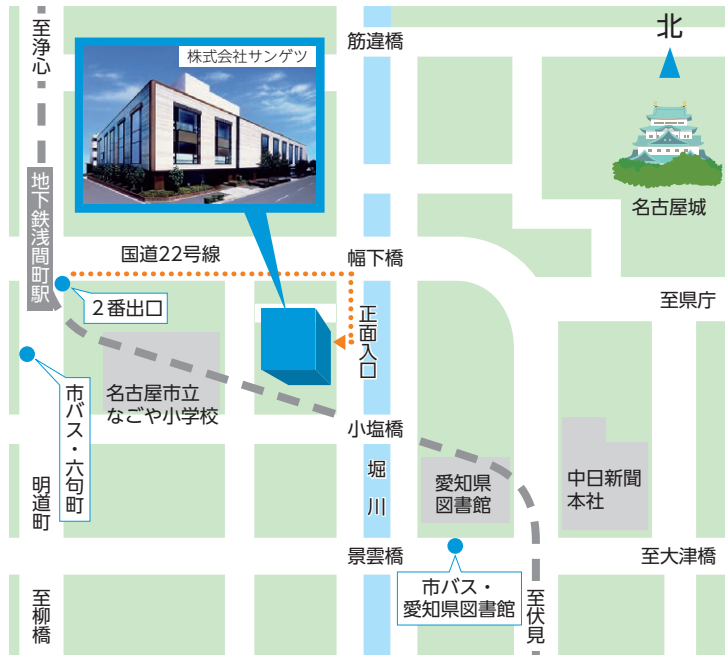 至浄心
株式会社サンゲツ
筋違橋
北
名古屋城
地下鉄浅間町駅
国道22号線
幅下橋
至県庁
2番出口
正面入口
名古屋市立
なごや小学校
市バス・六句町
小塩橋
堀川
愛知県
図書館
中日新聞
本社
明道町
景雲橋
至大津橋
市バス・
愛知県図書館
至柳橋
至伏見